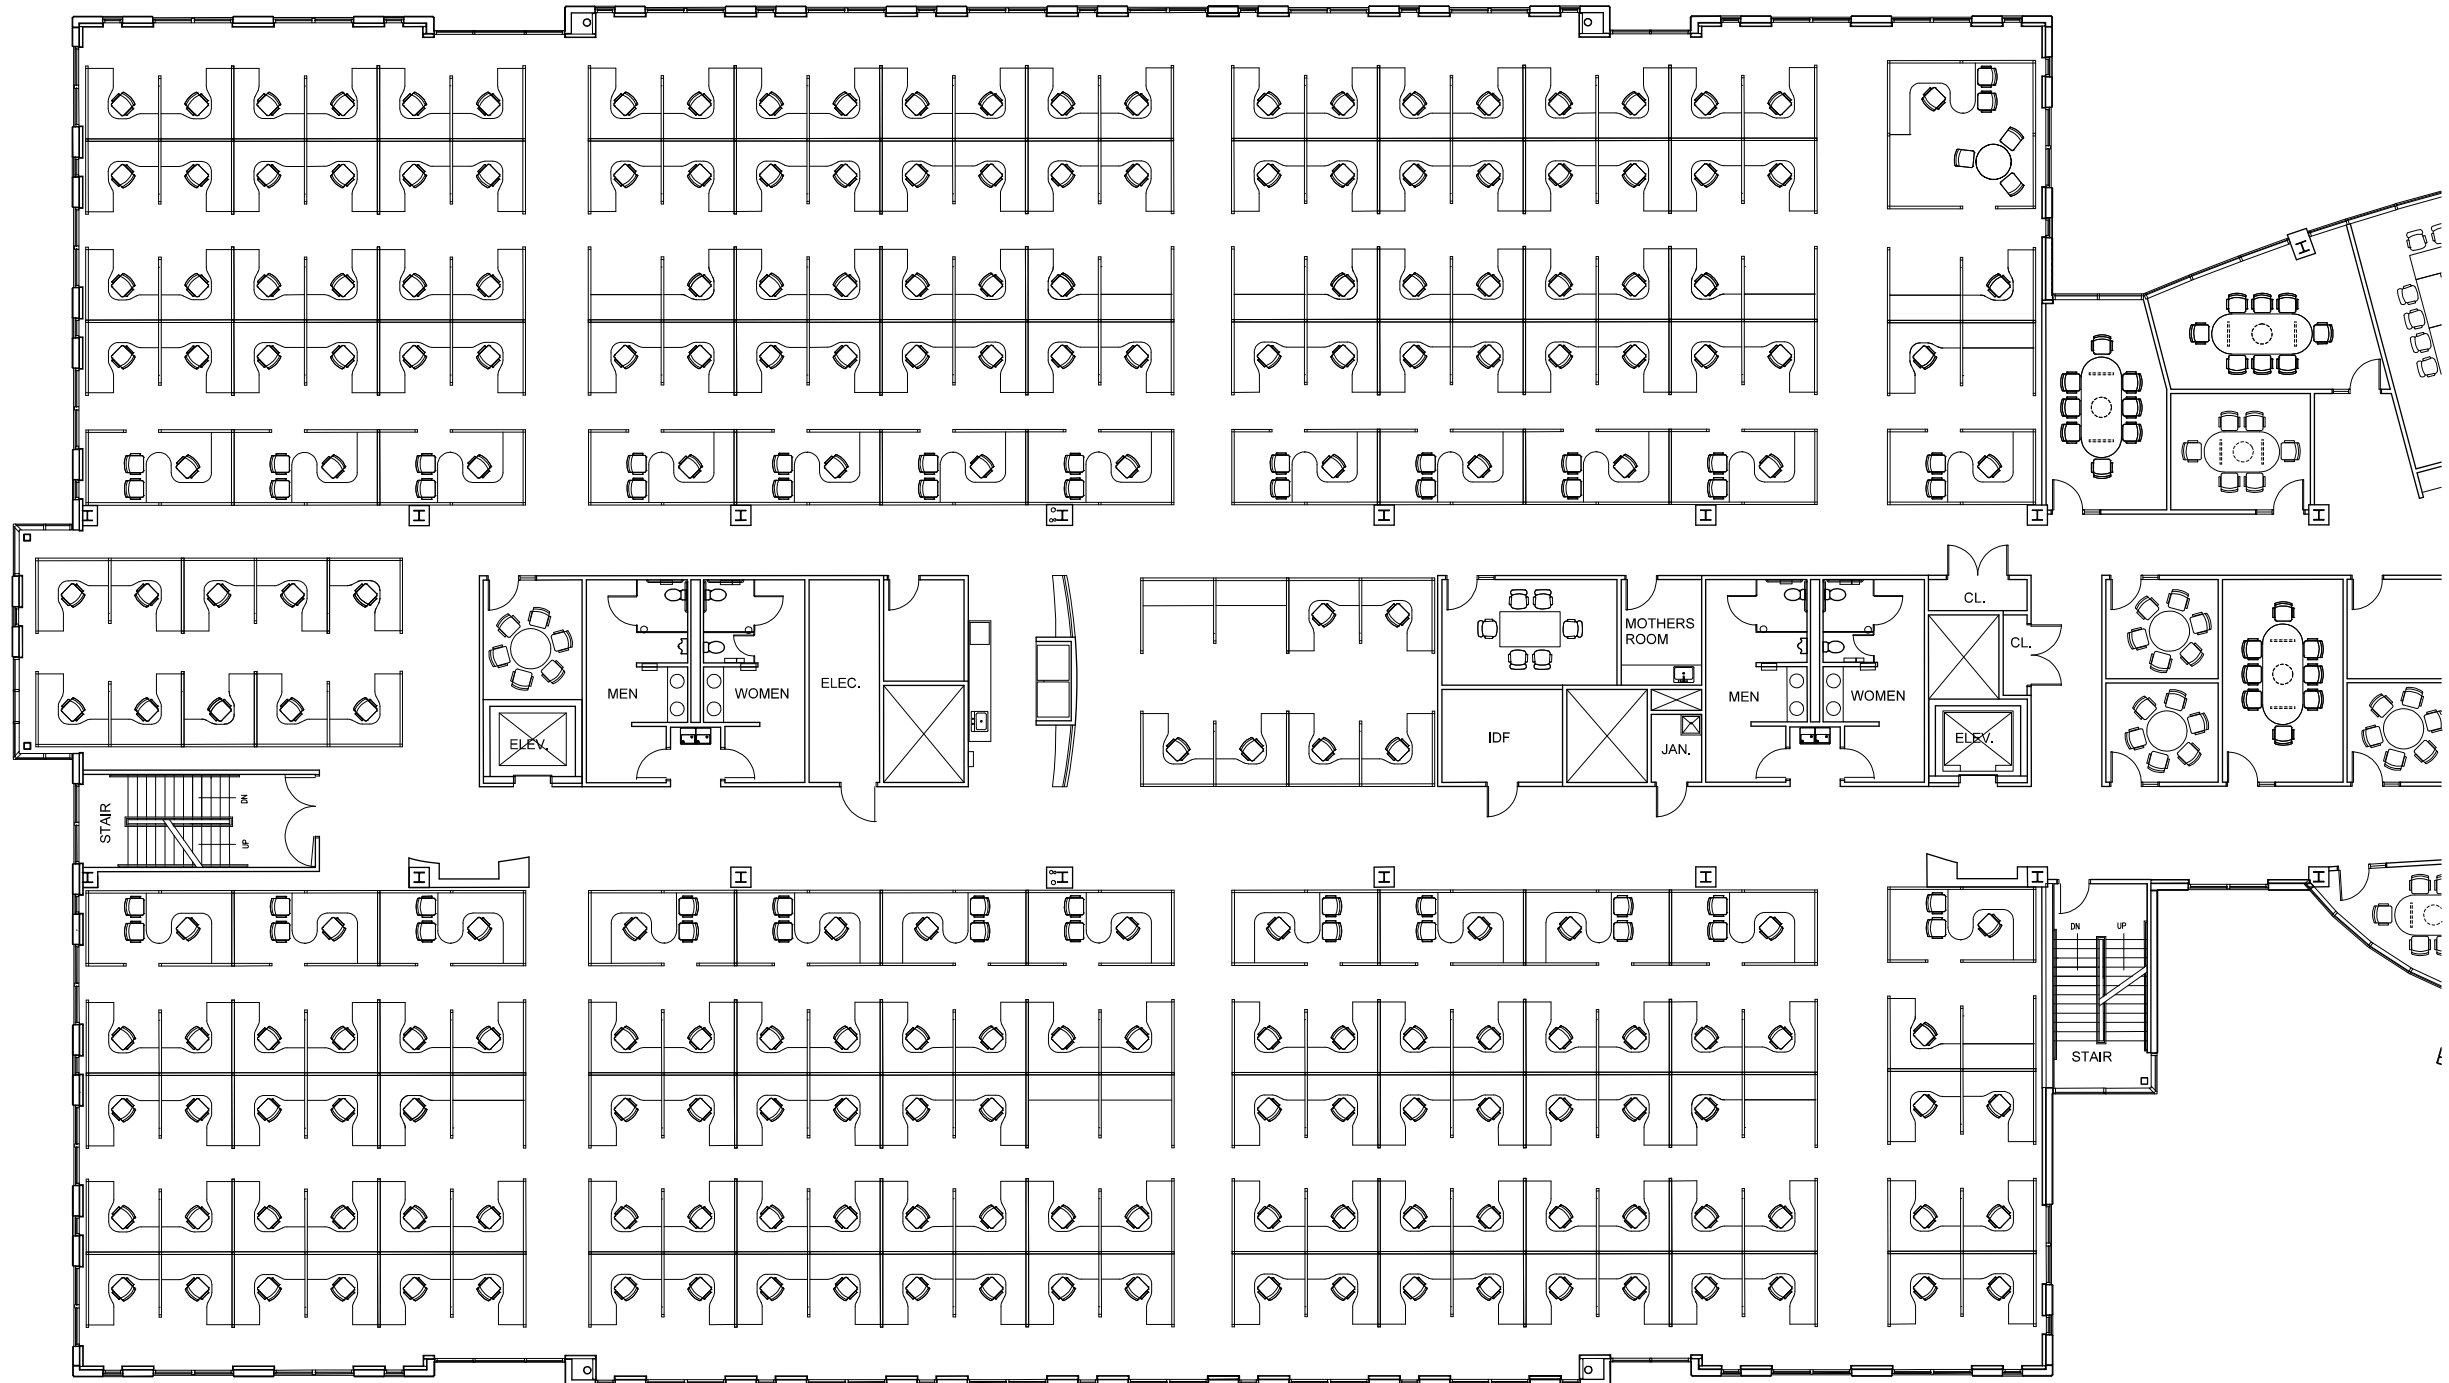 MOTHERS
ROOM
CL.
CL.
MEN
WOMEN
ELEC.
MEN
WOMEN
ELEV.
IDF
JAN.
ELEV.
STAIR
DN
UP
DN
UP
STAIR